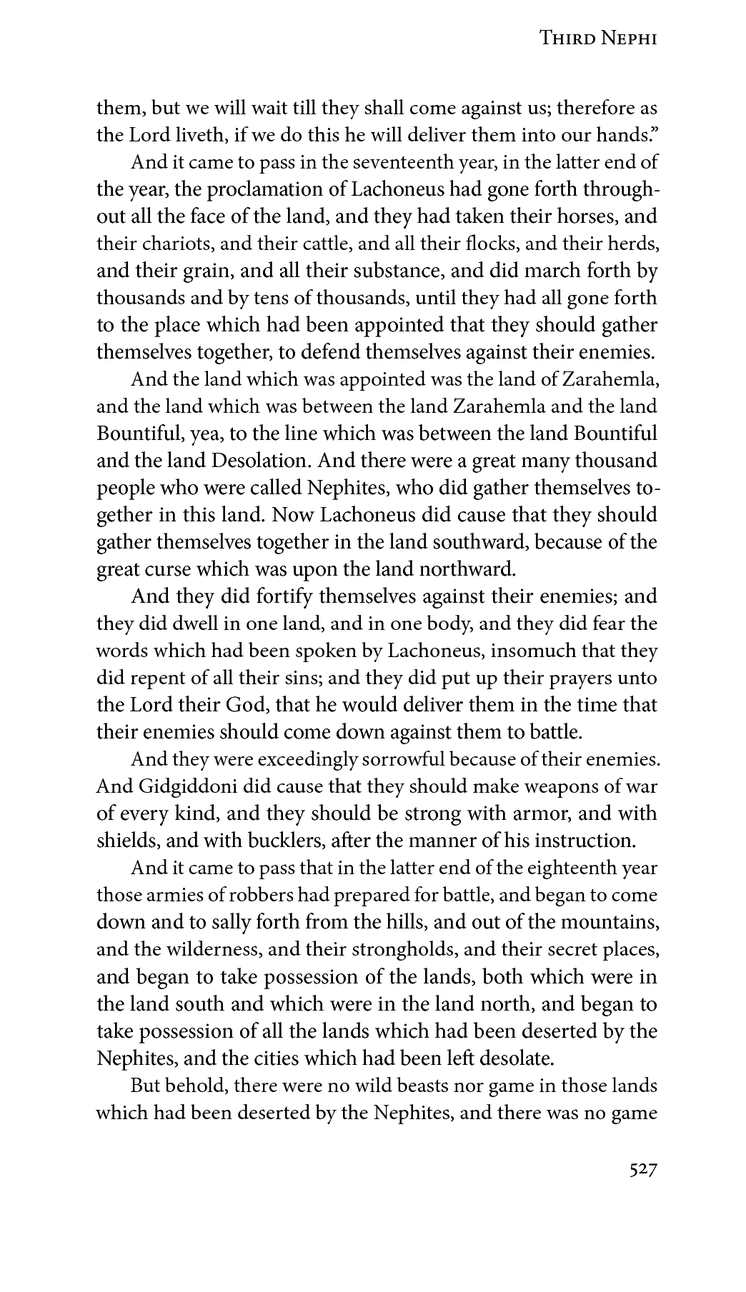 Third Nephi
them, but we will wait till they shall come against us; therefore as
the Lord liveth, if we do this he will deliver them into our hands.”
And it came to pass in the seventeenth year, in the latter end of
the year, the proclamation of Lachoneus had gone forth through-
out all the face of the land, and they had taken their horses, and
their chariots, and their cattle, and all their flocks, and their herds,
and their grain, and all their substance, and did march forth by
thousands and by tens of thousands, until they had all gone forth
to the place which had been appointed that they should gather
themselves together, to defend themselves against their enemies.
And the land which was appointed was the land of Zarahemla,
and the land which was between the land Zarahemla and the land
Bountiful, yea, to the line which was between the land Bountiful
and the land Desolation. And there were a great many thousand
people who were called Nephites, who did gather themselves to-
gether in this land. Now Lachoneus did cause that they should
gather themselves together in the land southward, because of the
great curse which was upon the land northward.
And they did fortify themselves against their enemies; and
they did dwell in one land, and in one body, and they did fear the
words which had been spoken by Lachoneus, insomuch that they
did repent of all their sins; and they did put up their prayers unto
the Lord their God, that he would deliver them in the time that
their enemies should come down against them to battle.
And they were exceedingly sorrowful because of their enemies.
And Gidgiddoni did cause that they should make weapons of war
of every kind, and they should be strong with armor, and with
shields, and with bucklers, after the manner of his instruction.
And it came to pass that in the latter end of the eighteenth year
those armies of robbers had prepared for battle, and began to come
down and to sally forth from the hills, and out of the mountains,
and the wilderness, and their strongholds, and their secret places,
and began to take possession of the lands, both which were in
the land south and which were in the land north, and began to
take possession of all the lands which had been deserted by the
Nephites, and the cities which had been left desolate.
But behold, there were no wild beasts nor game in those lands
which had been deserted by the Nephites, and there was no game
527